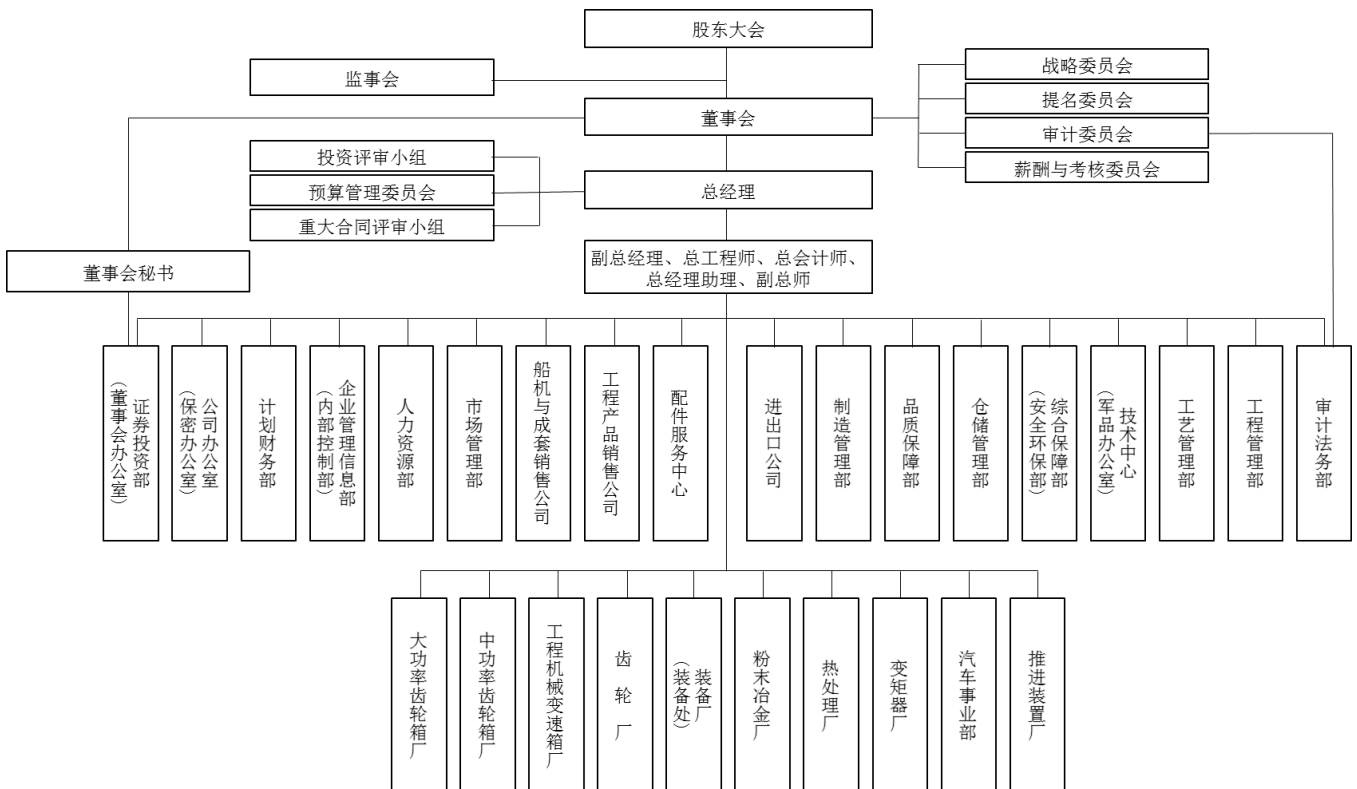 股东大会
监事会
战略委员会
提名委员会
董事会
审计委员会
投资评审小组
薪酬与考核委员会
预算管理委员会
总经理
重大合同评审小组
董事会秘书
副总经理、总工程师、总会计师、
总经理助理、副总师
证券投资部
(董事会办公室)
公司办公室
(保密办公室)
计划财务部
企业管理信息部
(内部控制部)
人力资源部
市场管理部
船机与成套销售公司
工程产品销售公司
配件服务中心
进出口公司
制造管理部
品质保障部
仓储管理部
综合保障部
(安全环保部)
技术中心
(军品办公室)
工艺管理部
工程管理部
审计法务部
大功率齿轮箱厂
中功率齿轮箱厂
工程机械变速箱厂
齿轮厂
装备厂
(装备处)
粉末冶金厂
热处理厂
变矩器厂
汽车事业部
推进装置厂